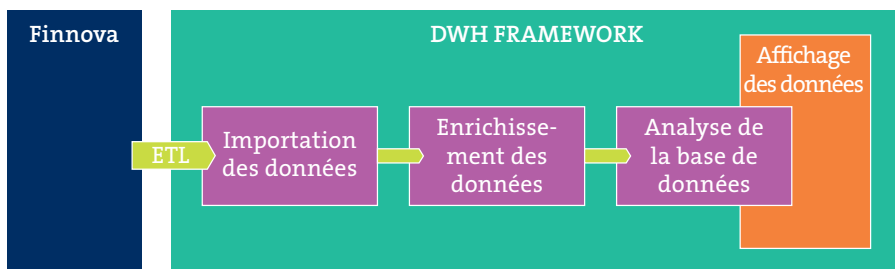 Finnova
DWH FRAMEWORK
Affichage
des données
ETL
Importation
des données
Enrichisse-
ment des
données
Analyse de
la base de
données